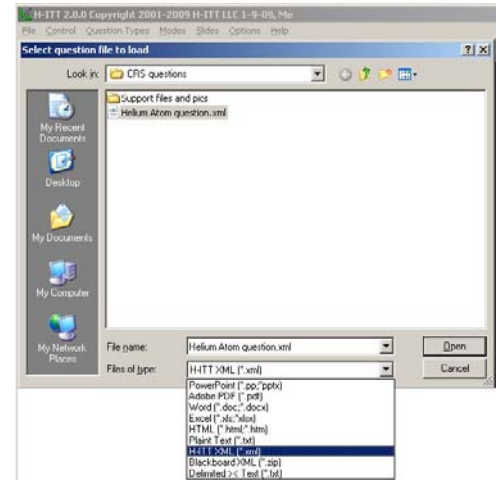 H-ITT 2.0.0 Copyright 2001-2009 H-ITT LLC 1-9-09, Me
File Control Question Types Modes Slides Options Help
Select question file to load
Look in: CRS questions
Support files and pics
Helium Atom question.xml
My Recent Documents
Desktop
My Documents
My Computer
My Network Places
File name: Helium Atom question.xml Open
Files of type: H-ITT XML (*.xml) Cancel
PowerPoint (*.pp;*pptx)
Adobe PDF (*.pdf)
Word (*.doc;*.docx)
Excel (*.xls;*xlsx)
HTML (*.html;*.htm)
Plaint Text (*.txt)
H-ITT XML (*.xml)
Blackboard XML (*.zip)
Delimited >< Text (*.txt)